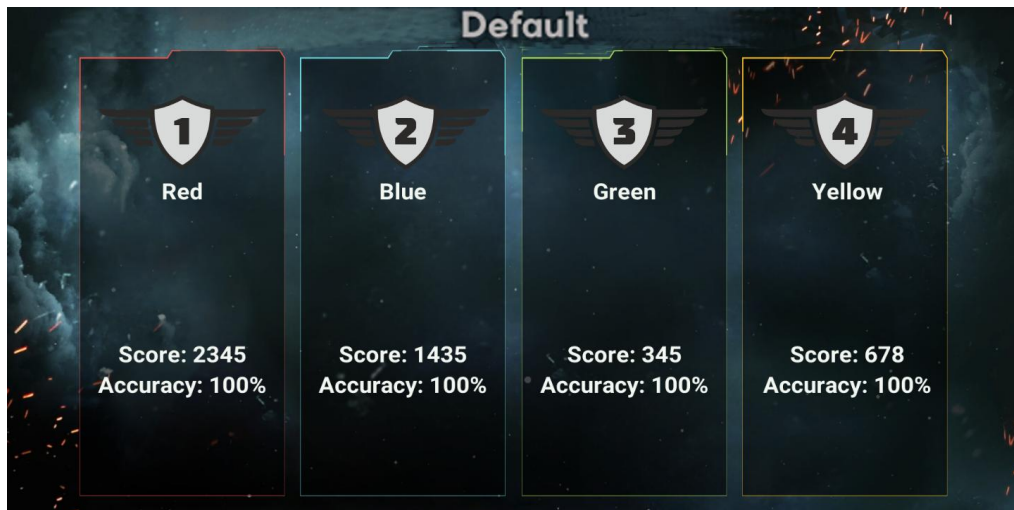 Default
1
Red
Score: 2345
Accuracy: 100%
2
Blue
Score: 1435
Accuracy: 100%
3
Green
Score: 345
Accuracy: 100%
4
Yellow
Score: 678
Accuracy: 100%